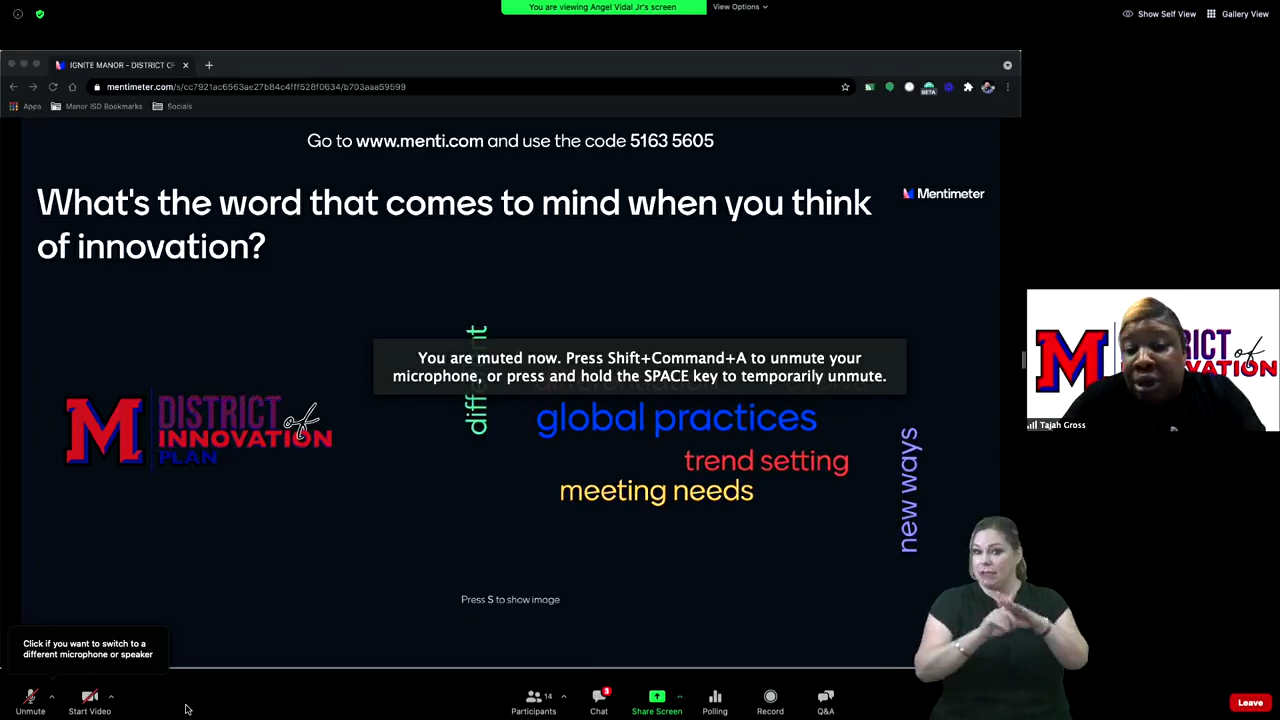 You are viewing Angel Vidal Jr's screen
View Options
Show Self View
Gallery View
IGNITE MANOR - DISTRICT OF
mentimeter.com/s/cc7921ac6563ae27b84c4fff528f0634/b703aaa59599
BETA
Apps
Manor ISD Bookmarks
Socials
Go to www.menti.com and use the code 5163 5605
What's the word that comes to mind when you think
of innovation?
Mentimeter
You are muted now. Press Shift+Command+A to unmute your
microphone, or press and hold the SPACE key to temporarily unmute.
global practices
trend setting
meeting needs
new ways
M DISTRICT of
INNOVATION
PLAN
M
Tajah Gross
Press S to show image
Click if you want to switch to a
different microphone or speaker
Unmute
Start Video
Participants
14
Chat
3
Share Screen
Polling
Record
Q&A
Leave